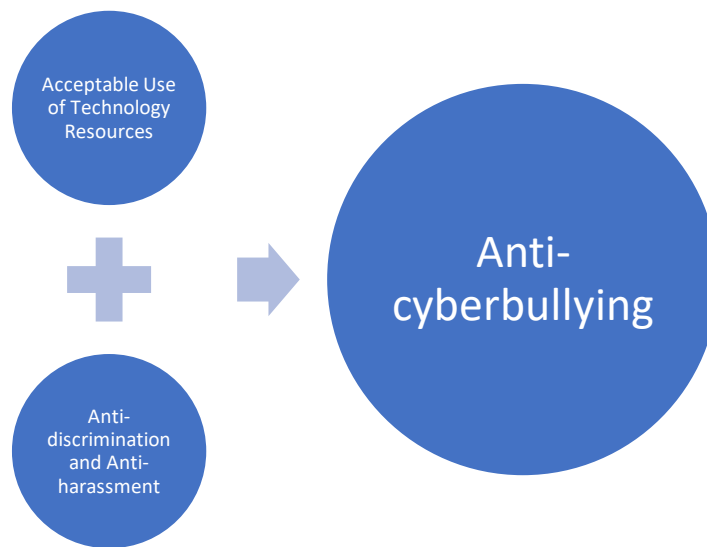 Acceptable Use
of Technology
Resources
Anti-
discrimination
and Anti-
harassment
Anti-
cyberbullying